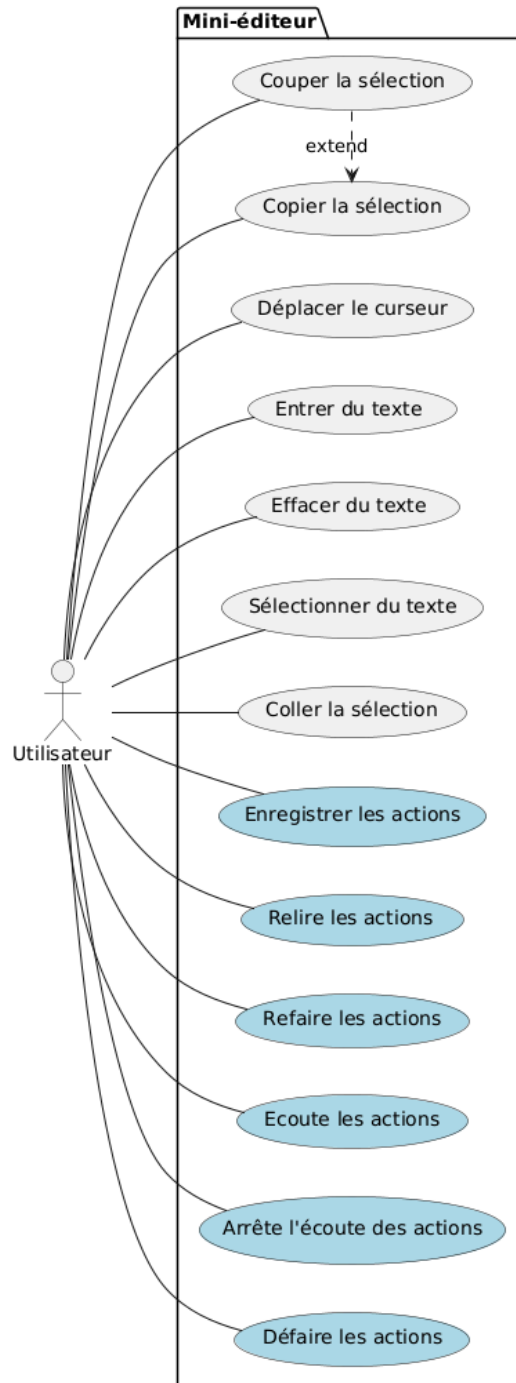 Mini-éditeur
Couper la sélection
extend
Copier la sélection
Déplacer le curseur
Entrer du texte
Effacer du texte
Sélectionner du texte
Coller la sélection
Utilisateur
Enregistrer les actions
Relire les actions
Refaire les actions
Ecoute les actions
Arrête l'écoute des actions
Défaire les actions